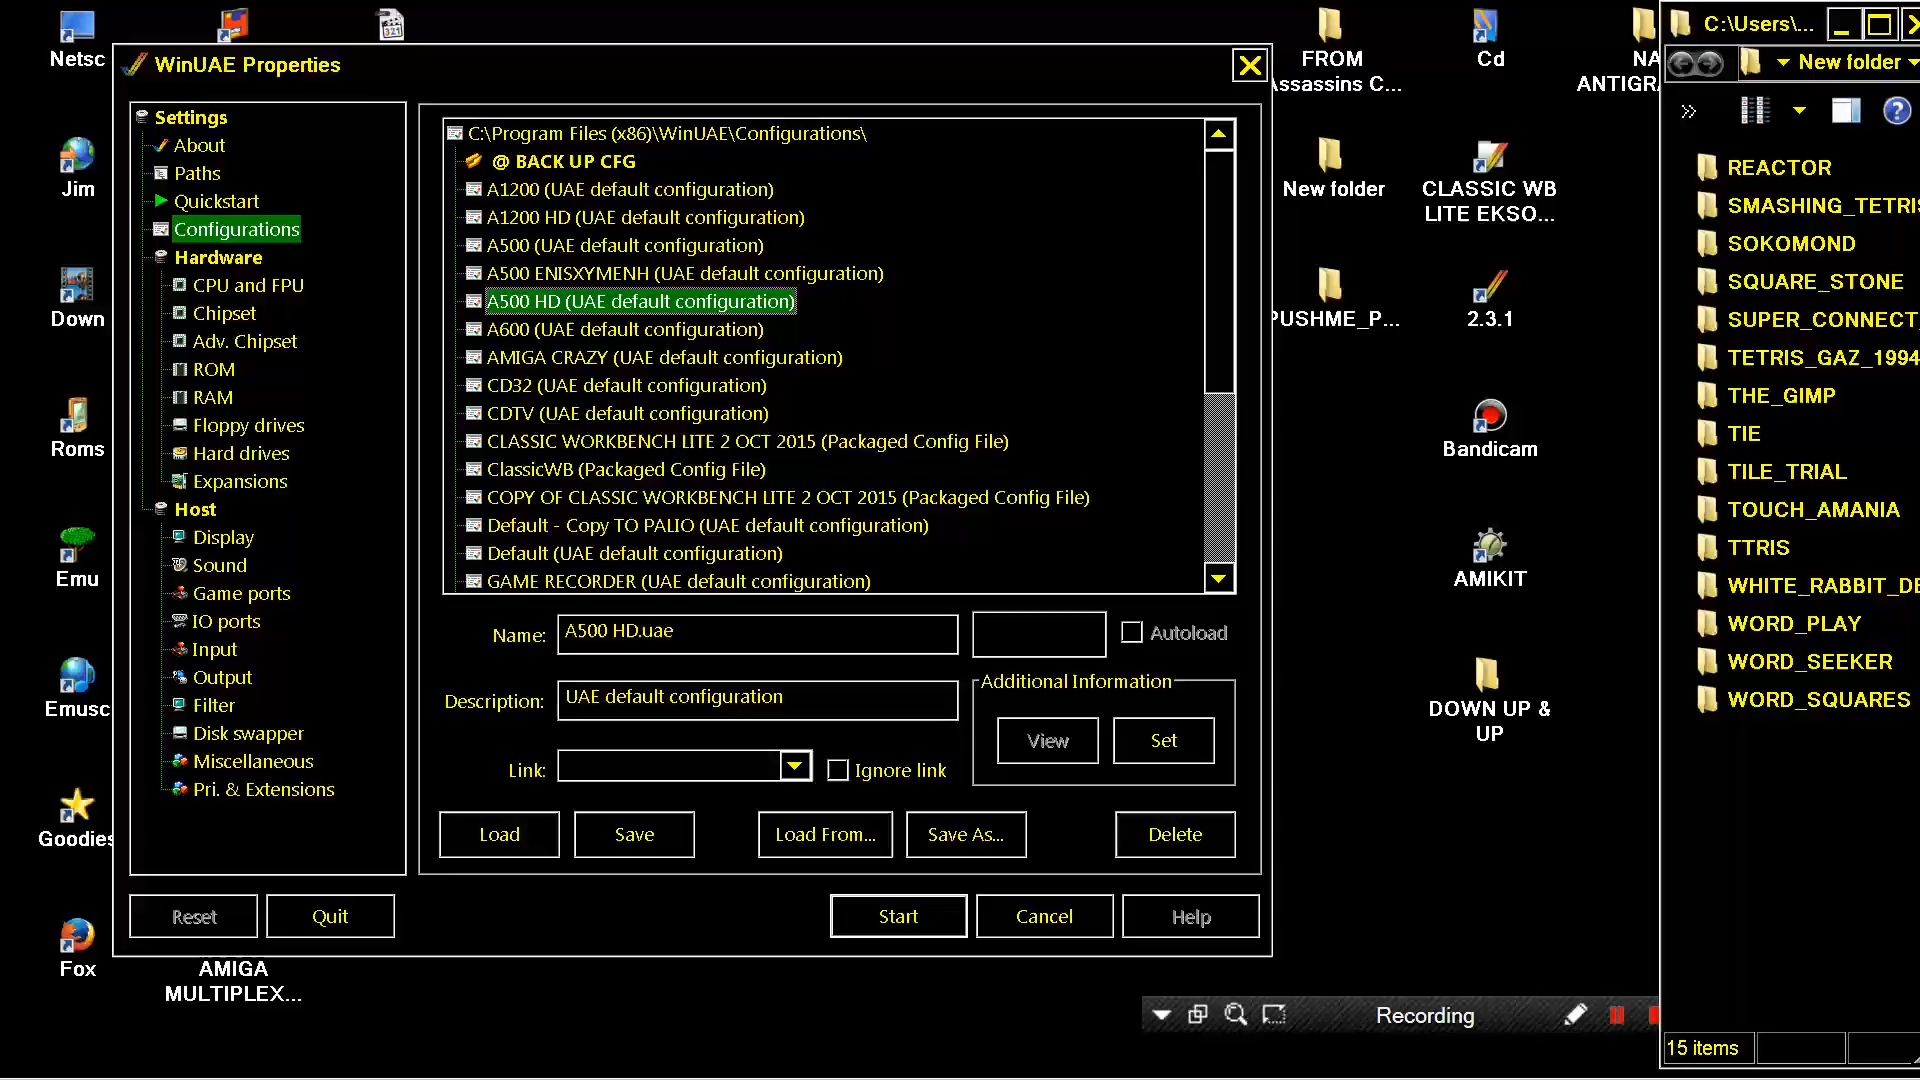 Netsc
Jim
Down
Roms
Emu
Emusc
Goodies
Fox
321
AMIGA
MULTIPLEX...
WinUAE Properties
Settings
About
Paths
Quickstart
Configurations
Hardware
CPU and FPU
Chipset
Adv. Chipset
ROM
RAM
Floppy drives
Hard drives
Expansions
Host
Display
Sound
Game ports
IO ports
Input
Output
Filter
Disk swapper
Miscellaneous
Pri. & Extensions
Reset
Quit
C:\Program Files (x86)\WinUAE\Configurations\
@ BACK UP CFG
A1200 (UAE default configuration)
A1200 HD (UAE default configuration)
A500 (UAE default configuration)
A500 ENISXYMENH (UAE default configuration)
A500 HD (UAE default configuration)
A600 (UAE default configuration)
AMIGA CRAZY (UAE default configuration)
CD32 (UAE default configuration)
CDTV (UAE default configuration)
CLASSIC WORKBENCH LITE 2 OCT 2015 (Packaged Config File)
ClassicWB (Packaged Config File)
COPY OF CLASSIC WORKBENCH LITE 2 OCT 2015 (Packaged Config File)
Default - Copy TO PALIO (UAE default configuration)
Default (UAE default configuration)
GAME RECORDER (UAE default configuration)
Name: A500 HD.uae
Autoload
Description: UAE default configuration
Additional Information
View Set
Link:
Ignore link
Load Save Load From... Save As... Delete
Start Cancel Help
FROM
Assassins C...
New folder
PUSHME_P...
Cd
CLASSIC WB
LITE EKSO...
2.3.1
Bandicam
AMIKIT
DOWN UP &
UP
NA
ANTIGRA
Recording
C:\Users\...
New folder
REACTOR
SMASHING_TETRIS
SOKOMOND
SQUARE_STONE
SUPER_CONNECT
TETRIS_GAZ_1994
THE_GIMP
TIE
TILE_TRIAL
TOUCH_AMANIA
TTRIS
WHITE_RABBIT_DE
WORD_PLAY
WORD_SEEKER
WORD_SQUARES
15 items